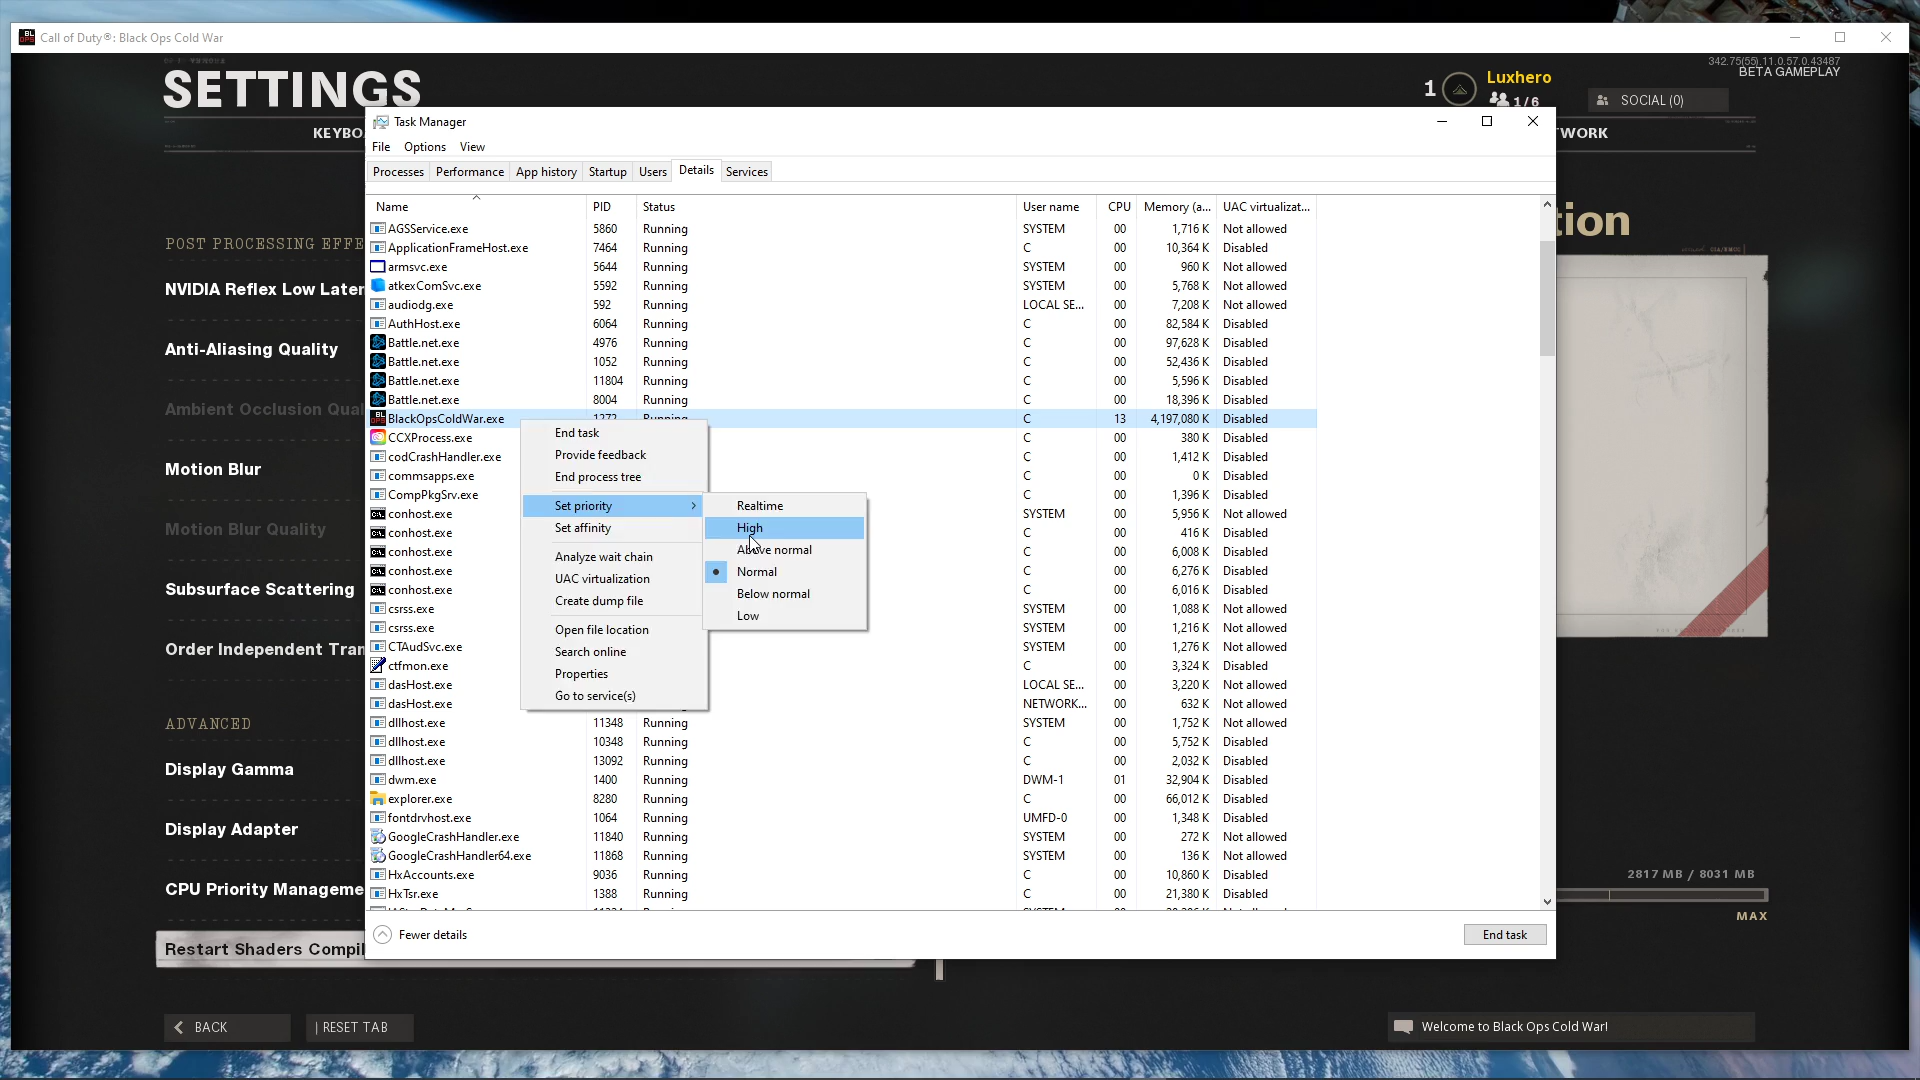 Call of Duty®: Black Ops Cold War
SETTINGS
342.75(55).11.0.57.0.43487
BETA GAMEPLAY
1
Luxhero
1/6
SOCIAL (0)
KEYBO
TWORK
Task Manager
File Options View
Processes Performance App history Startup Users Details Services
Name PID Status User name CPU Memory (a... UAC virtualizat...
AGSService.exe 5860 Running SYSTEM 00 1,716 K Not allowed
ApplicationFrameHost.exe 7464 Running C 00 10,364 K Disabled
armsvc.exe 5644 Running SYSTEM 00 960 K Not allowed
atkexComSvc.exe 5592 Running SYSTEM 00 5,768 K Not allowed
audiodg.exe 592 Running LOCAL SE... 00 7,208 K Not allowed
AuthHost.exe 6064 Running C 00 82,584 K Disabled
Battle.net.exe 4976 Running C 00 97,628 K Disabled
Battle.net.exe 1052 Running C 00 52,436 K Disabled
Battle.net.exe 11804 Running C 00 5,596 K Disabled
Battle.net.exe 8004 Running C 00 18,396 K Disabled
BlackOpsColdWar.exe 1272 Running C 13 4,197,080 K Disabled
CCXProcess.exe C 00 380 K Disabled
codCrashHandler.exe C 00 1,412 K Disabled
commsapps.exe C 00 0 K Disabled
CompPkgSrv.exe C 00 1,396 K Disabled
conhost.exe SYSTEM 00 5,956 K Not allowed
conhost.exe C 00 416 K Disabled
conhost.exe C 00 6,008 K Disabled
conhost.exe C 00 6,276 K Disabled
conhost.exe C 00 6,016 K Disabled
csrss.exe SYSTEM 00 1,088 K Not allowed
csrss.exe SYSTEM 00 1,216 K Not allowed
CTAudSvc.exe SYSTEM 00 1,276 K Not allowed
ctfmon.exe C 00 3,324 K Disabled
dasHost.exe LOCAL SE... 00 3,220 K Not allowed
dasHost.exe NETWORK... 00 632 K Not allowed
dllhost.exe 11348 Running SYSTEM 00 1,752 K Not allowed
dllhost.exe 10348 Running C 00 5,752 K Disabled
dllhost.exe 13092 Running C 00 2,032 K Disabled
dwm.exe 1400 Running DWM-1 01 32,904 K Disabled
explorer.exe 8280 Running C 00 66,012 K Disabled
fontdrvhost.exe 1064 Running UMFD-0 00 1,348 K Disabled
GoogleCrashHandler.exe 11840 Running SYSTEM 00 272 K Not allowed
GoogleCrashHandler64.exe 11868 Running SYSTEM 00 136 K Not allowed
HxAccounts.exe 9036 Running C 00 10,860 K Disabled
HxTsr.exe 1388 Running C 00 21,380 K Disabled
End task
Provide feedback
End process tree
Set priority
Set affinity
Analyze wait chain
UAC virtualization
Create dump file
Open file location
Search online
Properties
Go to service(s)
Realtime
High
Above normal
Normal
Below normal
Low
Fewer details
End task
POST PROCESSING EFFE
NVIDIA Reflex Low Later
Anti-Aliasing Quality
Ambient Occlusion Qual
Motion Blur
Motion Blur Quality
Subsurface Scattering
Order Independent Tran
ADVANCED
Display Gamma
Display Adapter
CPU Priority Manageme
Restart Shaders Compil
tion
2817 MB / 8031 MB
MAX
BACK
RESET TAB
Welcome to Black Ops Cold War!